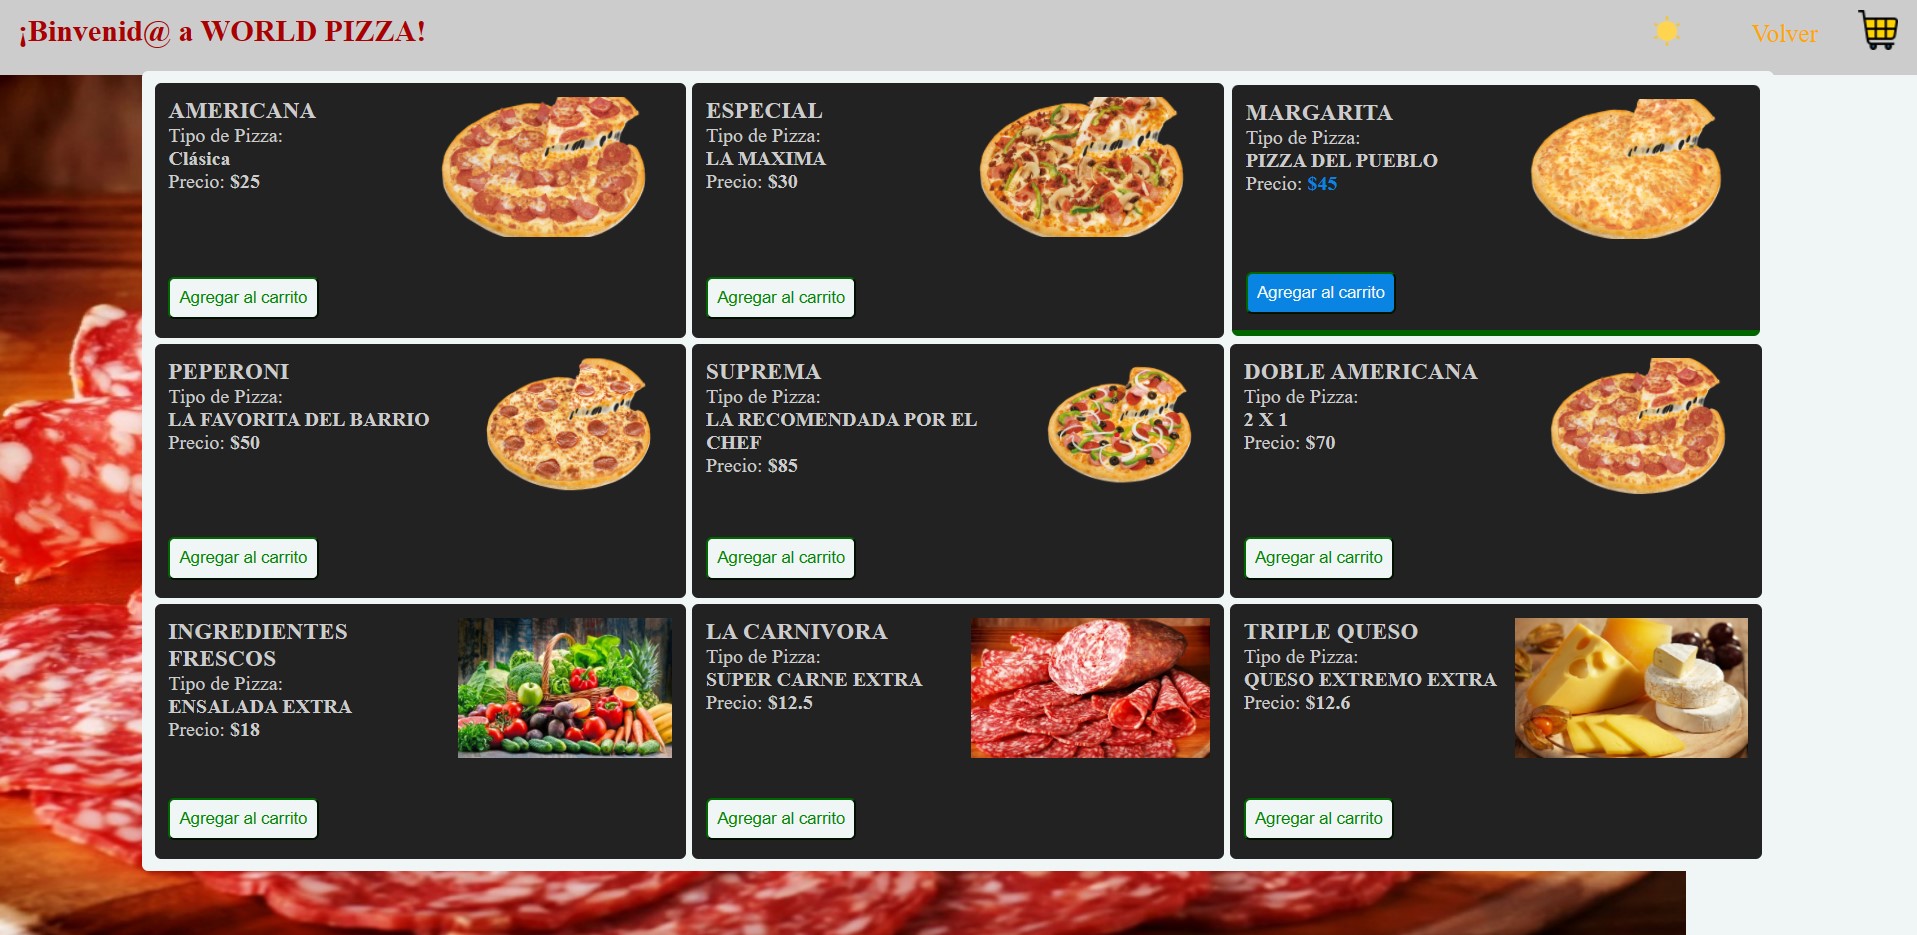 ¡Binvenid@ a WORLD PIZZA!
Volver
AMERICANA
Tipo de Pizza:
Clásica
Precio: $25
Agregar al carrito
ESPECIAL
Tipo de Pizza:
LA MAXIMA
Precio: $30
Agregar al carrito
MARGARITA
Tipo de Pizza:
PIZZA DEL PUEBLO
Precio: $45
Agregar al carrito
PEPERONI
Tipo de Pizza:
LA FAVORITA DEL BARRIO
Precio: $50
Agregar al carrito
SUPREMA
Tipo de Pizza:
LA RECOMENDADA POR EL
CHEF
Precio: $85
Agregar al carrito
DOBLE AMERICANA
Tipo de Pizza:
2 X 1
Precio: $70
Agregar al carrito
INGREDIENTES
FRESCOS
Tipo de Pizza:
ENSALADA EXTRA
Precio: $18
Agregar al carrito
LA CARNIVORA
Tipo de Pizza:
SUPER CARNE EXTRA
Precio: $12.5
Agregar al carrito
TRIPLE QUESO
Tipo de Pizza:
QUESO EXTREMO EXTRA
Precio: $12.6
Agregar al carrito